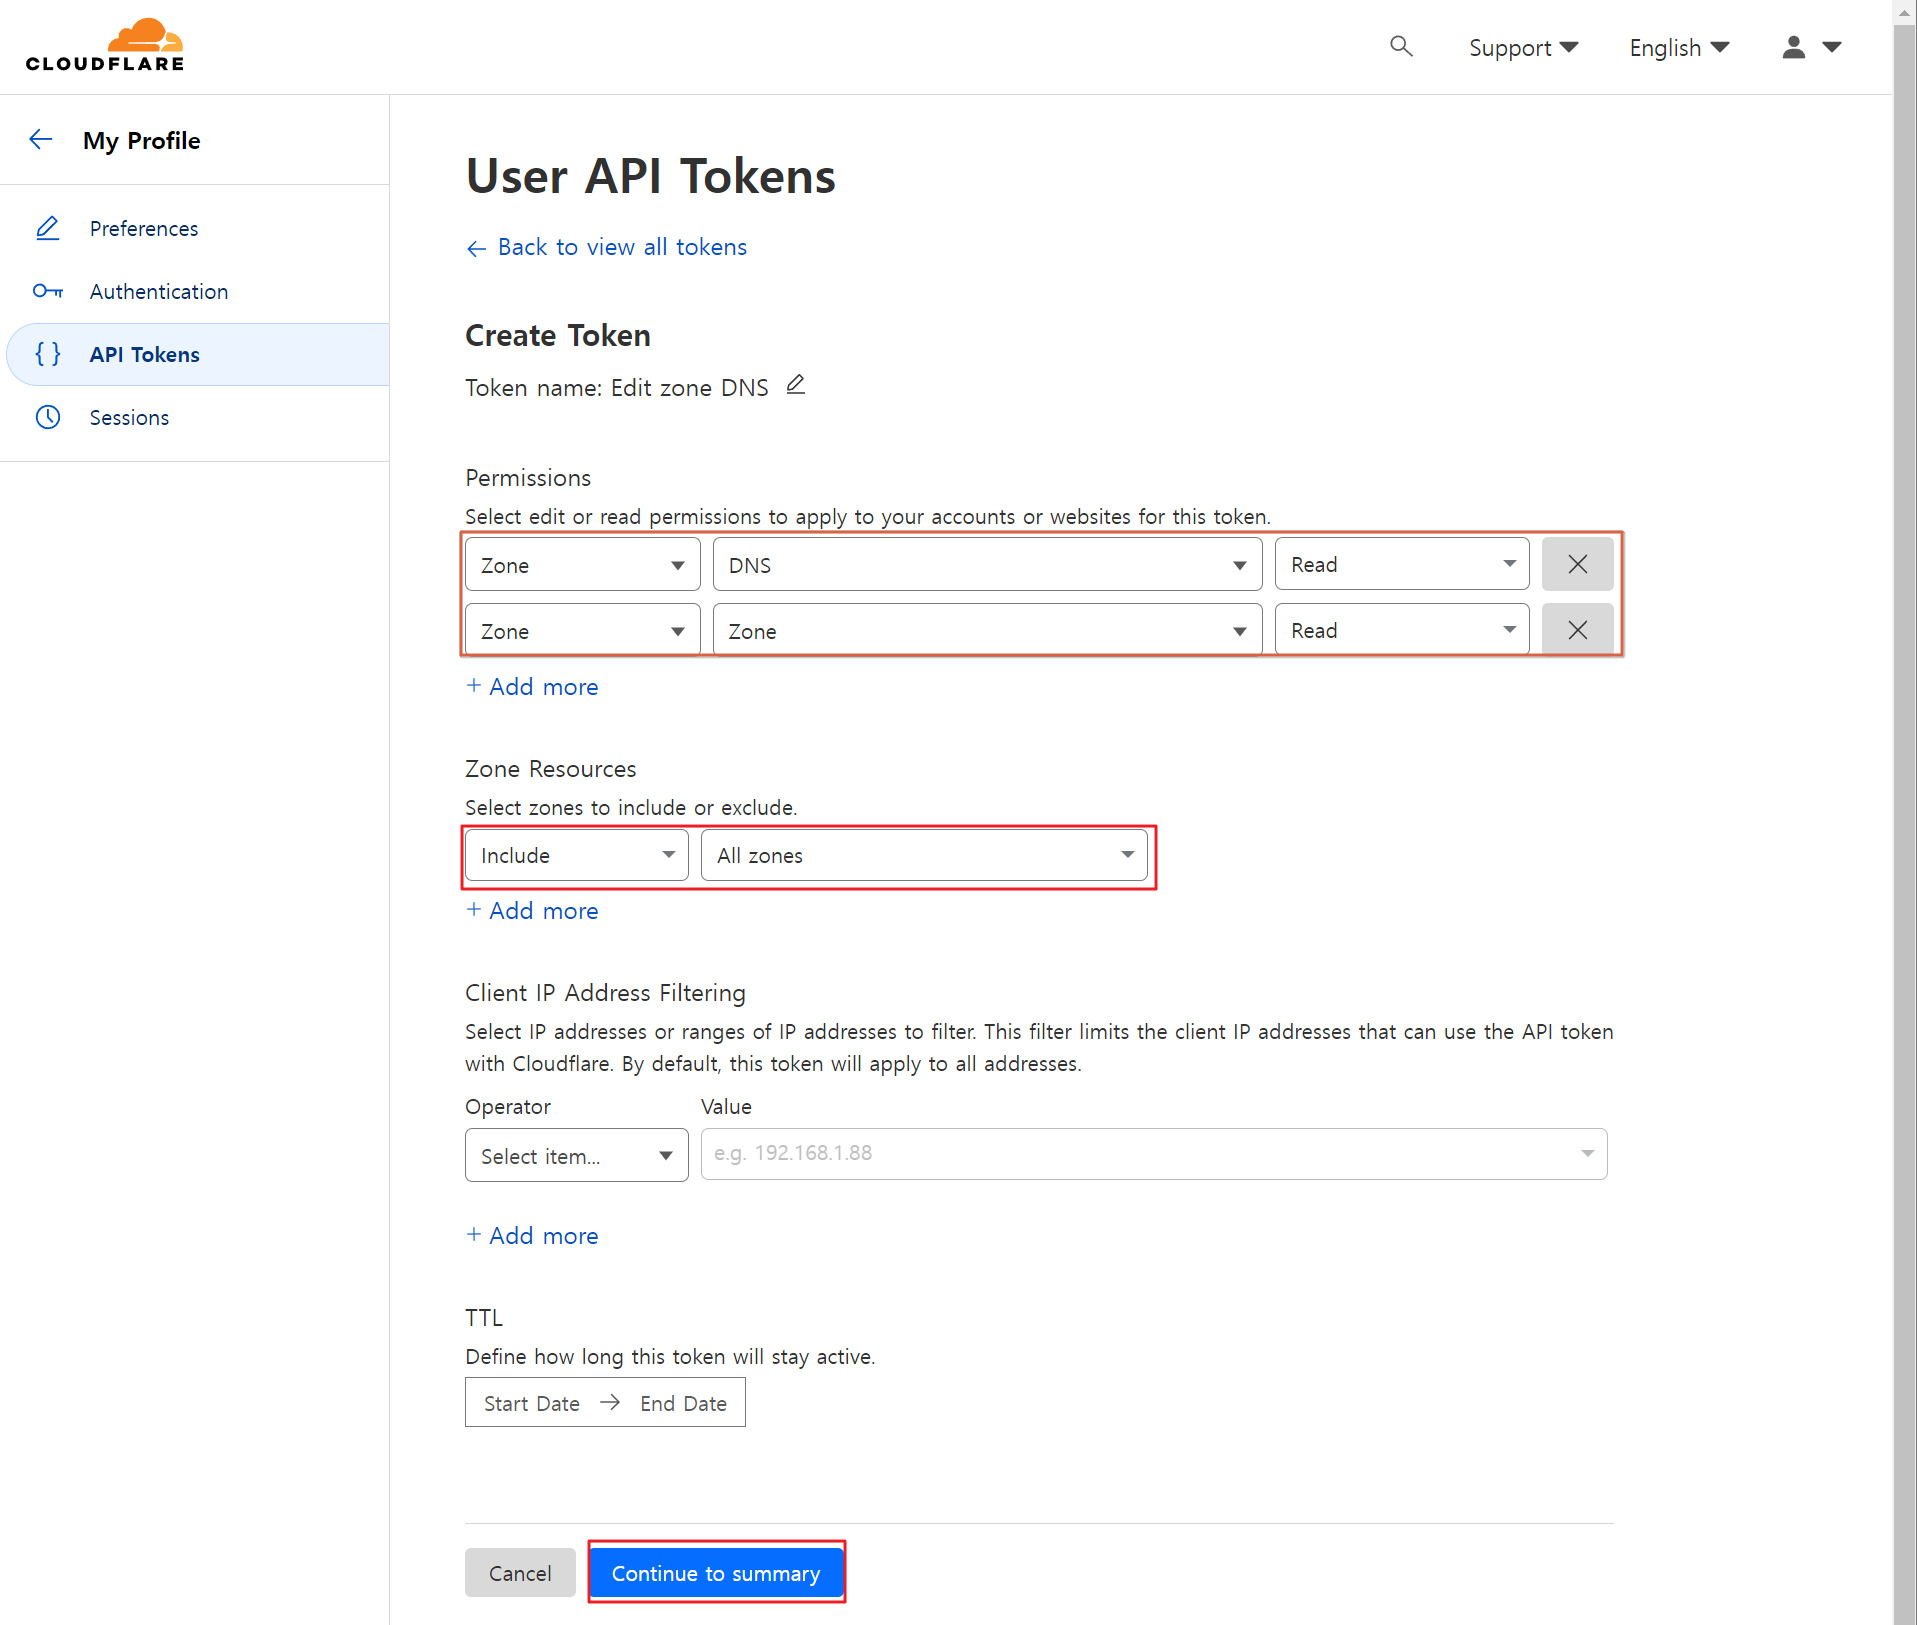 CLOUDFLARE
Support
English
My Profile
Preferences
Authentication
API Tokens
Sessions
User API Tokens
Back to view all tokens
Create Token
Token name: Edit zone DNS
Permissions
Select edit or read permissions to apply to your accounts or websites for this token.
Zone DNS Read
Zone Zone Read
+ Add more
Zone Resources
Select zones to include or exclude.
Include All zones
+ Add more
Client IP Address Filtering
Select IP addresses or ranges of IP addresses to filter. This filter limits the client IP addresses that can use the API token
with Cloudflare. By default, this token will apply to all addresses.
Operator Value
Select item... e.g. 192.168.1.88
+ Add more
TTL
Define how long this token will stay active.
Start Date → End Date
Cancel Continue to summary